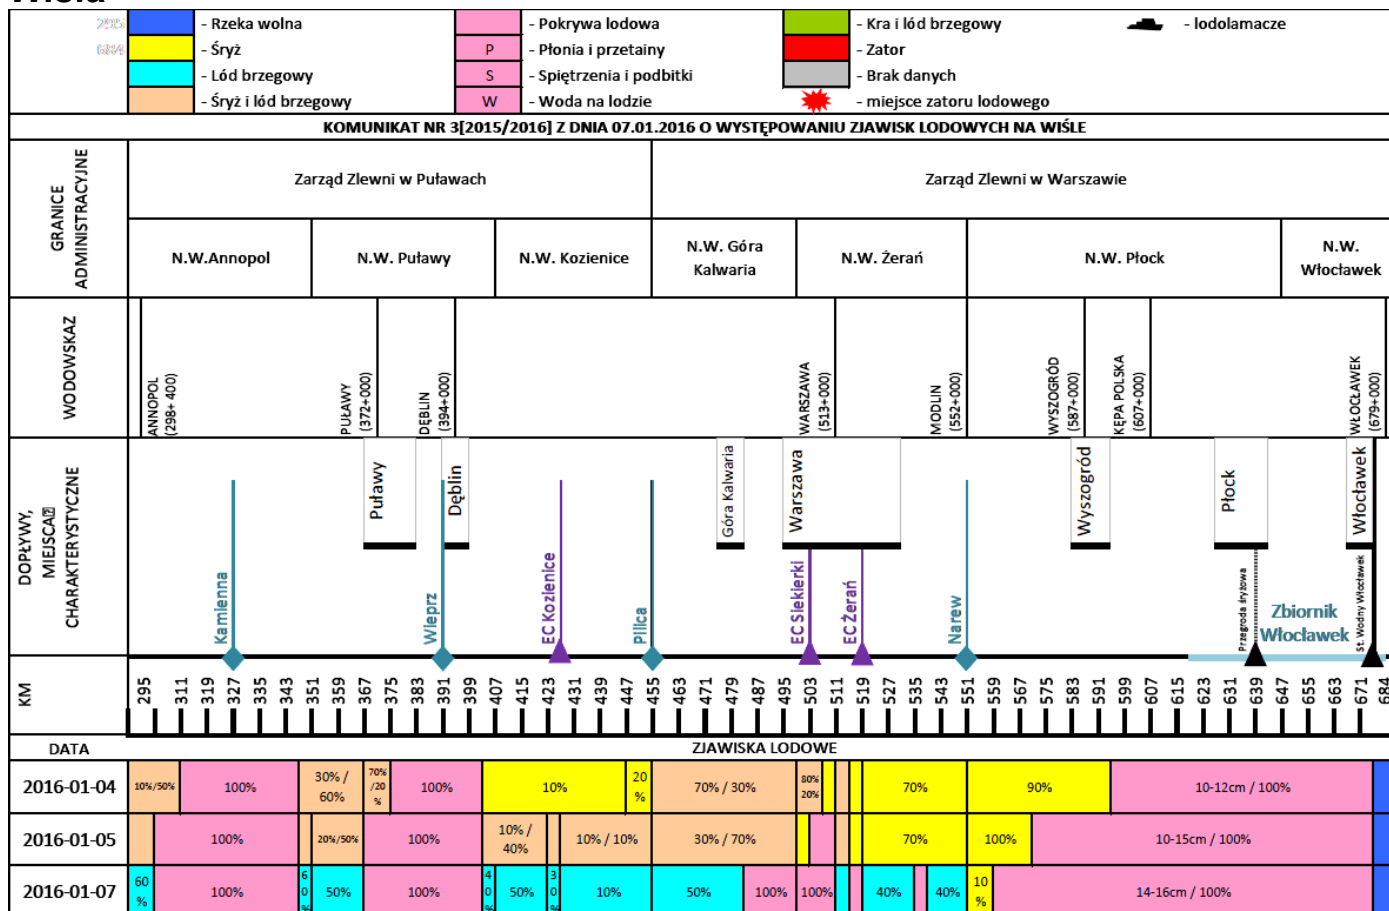 Wisła
295 - Rzeka wolna - Pokrywa lodowa - Kra i lód brzegowy - lodolamacze
684 - Śryż P - Płonia i przetainy - Zator
- Lód brzegowy S - Spiętrzenia i podbitki - Brak danych
- Śryż i lód brzegowy W - Woda na lodzie - miejsce zatoru lodowego
KOMUNIKAT NR 3[2015/2016] Z DNIA 07.01.2016 O WYSTĘPOWANIU ZJAWISK LODOWYCH NA WIŚLE
GRANICE
ADMINISTRACYJNE
Zarząd Zlewni w Puławach Zarząd Zlewni w Warszawie
N.W.Annopol N.W. Puławy N.W. Kozienice N.W. Góra
Kalwaria N.W. Żerań N.W. Płock N.W.
Włocławek
WODOWSKAZ
ANNOPOL
(298+ 400)
PUŁAWY
(372+000)
DĘBLIN
(394+000)
WARSZAWA
(513+000)
MODLIN
(552+000)
WYSZOGRÓD
(587+000)
KĘPA POLSKA
(607+000)
WŁOCŁAWEK
(679+000)
DOPŁYWY,
MIEJSCA
CHARAKTERYSTYCZNE
Kamienna
Puławy
Wieprz
Dęblin
EC Kozienice
Pilica
Góra Kalwaria
Warszawa
EC Siekierki
EC Żerań
Narew
Wyszogród
Płock
Przegroda śryżowa
Zbiornik
Włocławek
Włocławek
St. Wodny Włocławek
KM 295 311 319 327 335 343 351 359 367 375 383 391 399 407 415 423 431 439 447 455 463 471 479 487 495 503 511 519 527 535 543 551 559 567 575 583 591 599 607 615 623 631 639 647 655 663 671 684
DATA ZJAWISKA LODOWE
2016-01-04 10%/50% 100% 30% /
60% 70%
/20
% 100% 10% 20
% 70% / 30% 80%
20% 70% 90% 10-12cm / 100%
2016-01-05 100% 20%/50% 100% 10% /
40% 10% / 10% 30% / 70% 70% 100% 10-15cm / 100%
2016-01-07 60
% 100% 60% 50% 100% 40% 50% 30% 10% 50% 100% 100% 40% 40% 10
% 14-16cm / 100%